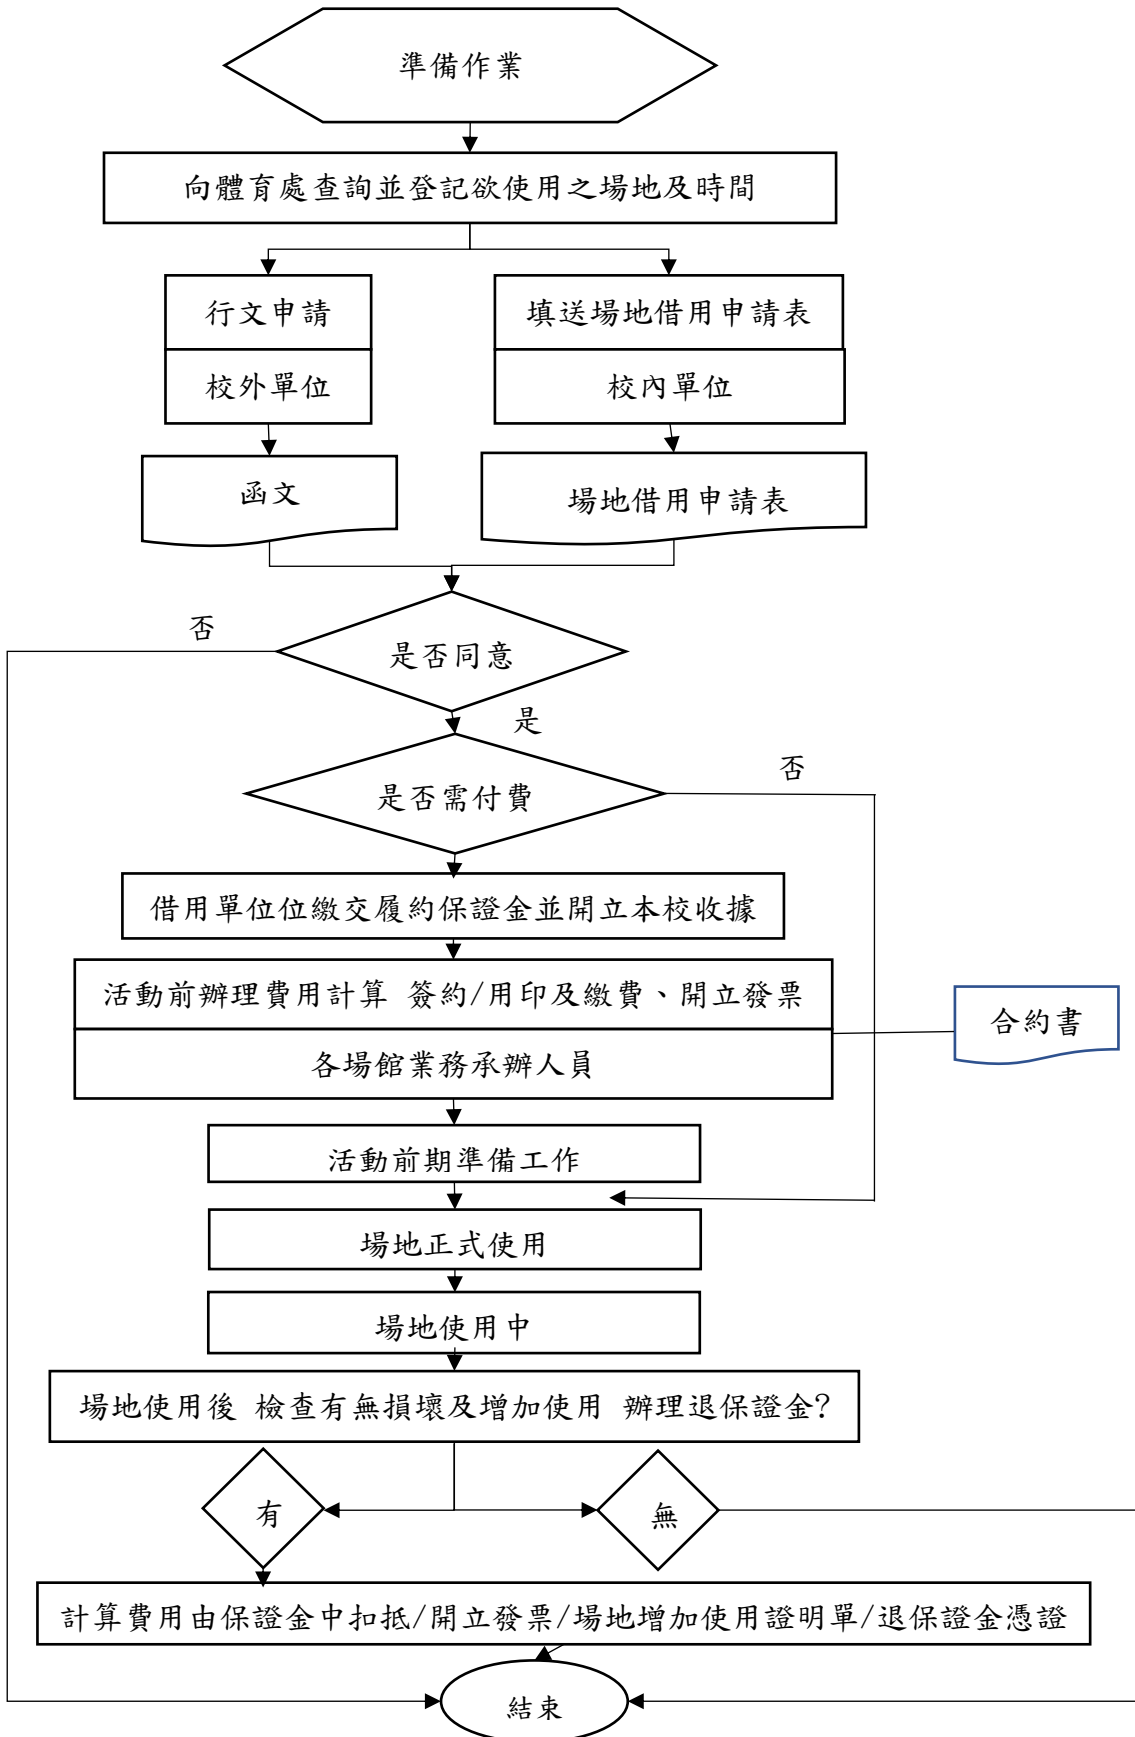 準備作業
向體育處查詢並登記欲使用之場地及時間
行文申請
填送場地借用申請表
校外單位
校內單位
函文
場地借用申請表
否
是否同意
是
是否需付費
否
借用單位位繳交履約保證金並開立本校收據
活動前辦理費用計算 簽約/用印及繳費、開立發票
合約書
各場館業務承辦人員
活動前期準備工作
場地正式使用
場地使用中
場地使用後 檢查有無損壞及增加使用 辦理退保證金?
有
無
計算費用由保證金中扣抵/開立發票/場地增加使用證明單/退保證金憑證
結束